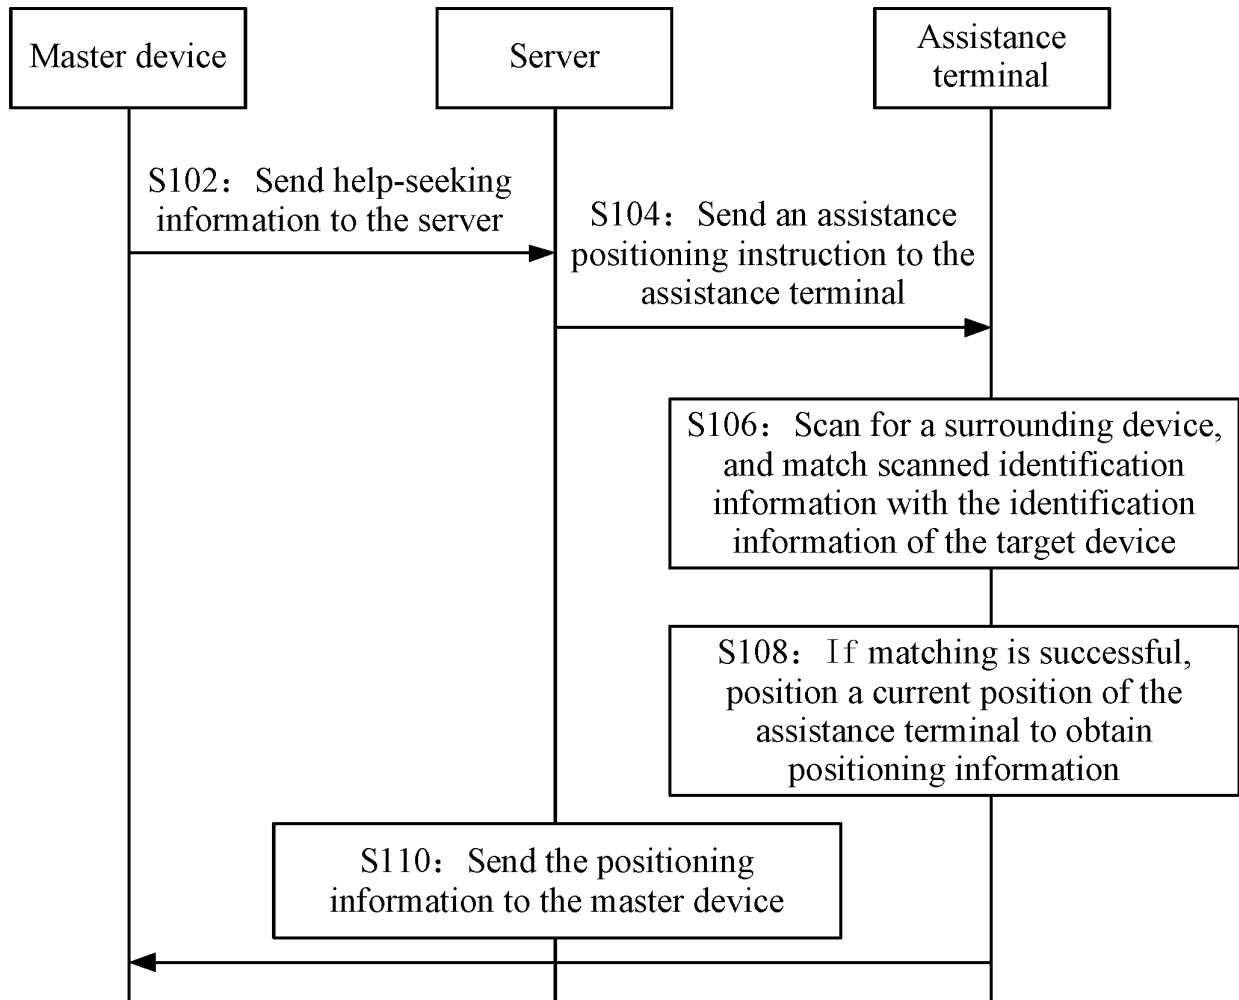 Master device
Server
Assistance
terminal
S102：Send help-seeking
information to the server
S104：Send an assistance
positioning instruction to the
assistance terminal
S106：Scan for a surrounding device,
and match scanned identification
information with the identification
information of the target device
S108：If matching is successful,
position a current position of the
assistance terminal to obtain
positioning information
S110：Send the positioning
information to the master device